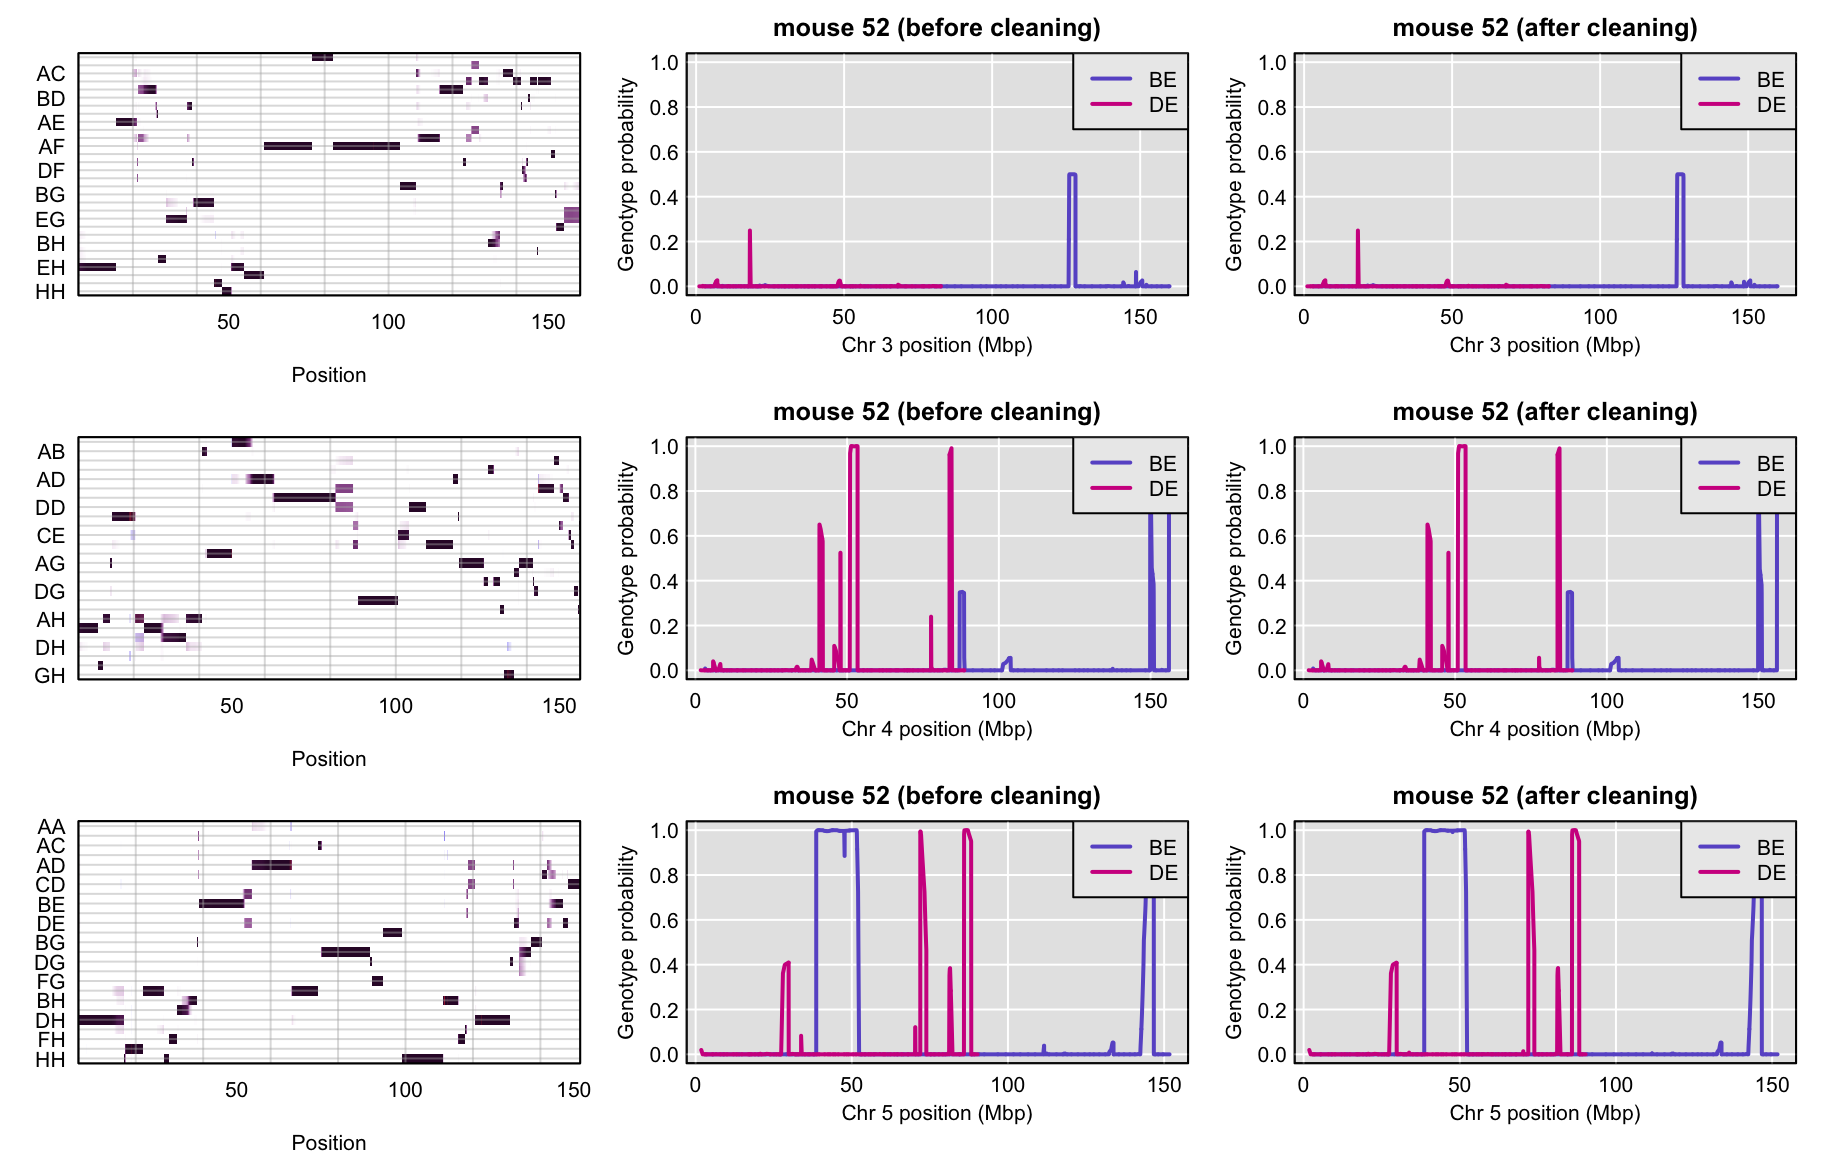 AC
BD
AE
AF
DF
BG
EG
BH
EH
HH
50 100 150
Position
mouse 52 (before cleaning)
Genotype probability
1.0
0.8
0.6
0.4
0.2
0.0
BE
DE
0 50 100 150
Chr 3 position (Mbp)
mouse 52 (after cleaning)
Genotype probability
1.0
0.8
0.6
0.4
0.2
0.0
BE
DE
0 50 100 150
Chr 3 position (Mbp)
AB
AD
DD
CE
AG
DG
AH
DH
GH
50 100 150
Position
mouse 52 (before cleaning)
Genotype probability
1.0
0.8
0.6
0.4
0.2
0.0
BE
DE
0 50 100 150
Chr 4 position (Mbp)
mouse 52 (after cleaning)
Genotype probability
1.0
0.8
0.6
0.4
0.2
0.0
BE
DE
0 50 100 150
Chr 4 position (Mbp)
AA
AC
AD
CD
BE
DE
BG
DG
FG
BH
DH
FH
HH
50 100 150
Position
mouse 52 (before cleaning)
Genotype probability
1.0
0.8
0.6
0.4
0.2
0.0
BE
DE
0 50 100 150
Chr 5 position (Mbp)
mouse 52 (after cleaning)
Genotype probability
1.0
0.8
0.6
0.4
0.2
0.0
BE
DE
0 50 100 150
Chr 5 position (Mbp)